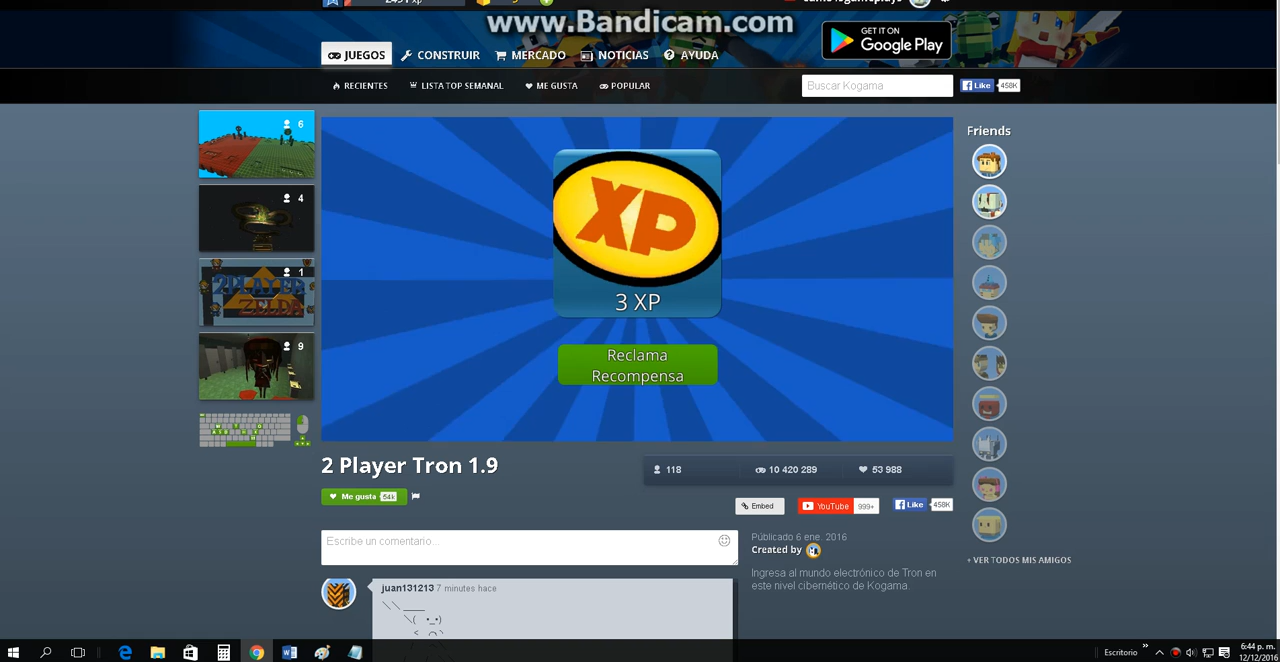 www.Bandicam.com
GET IT ON
Google Play
JUEGOS CONSTRUIR MERCADO NOTICIAS AYUDA
RECIENTES LISTA TOP SEMANAL ME GUSTA POPULAR
Buscar Kogama
Like 458K
6
4
1
2PLAYER
ZELDA
9
XP
3 XP
Reclama
Recompensa
Friends
2 Player Tron 1.9
118 10 420 289 53 988
Me gusta 54k
Embed YouTube 999+ Like 458K
Escribe un comentario...
Públicado 6 ene. 2016
Created by
Ingresa al mundo electrónico de Tron en
este nivel cibernético de Kogama.
+ VER TODOS MIS AMIGOS
juan131213 7 minutes hace
Escritorio
6:44 p. m.
12/12/2016